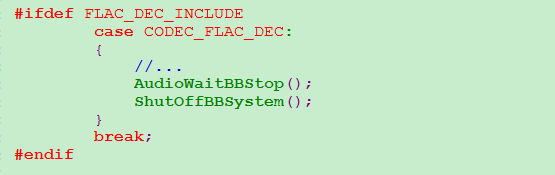 #ifdef FLAC_DEC_INCLUDE
case CODEC_FLAC_DEC:
{
//...
AudioWaitBBStop();
ShutOffBBSystem();
}
break;
#endif